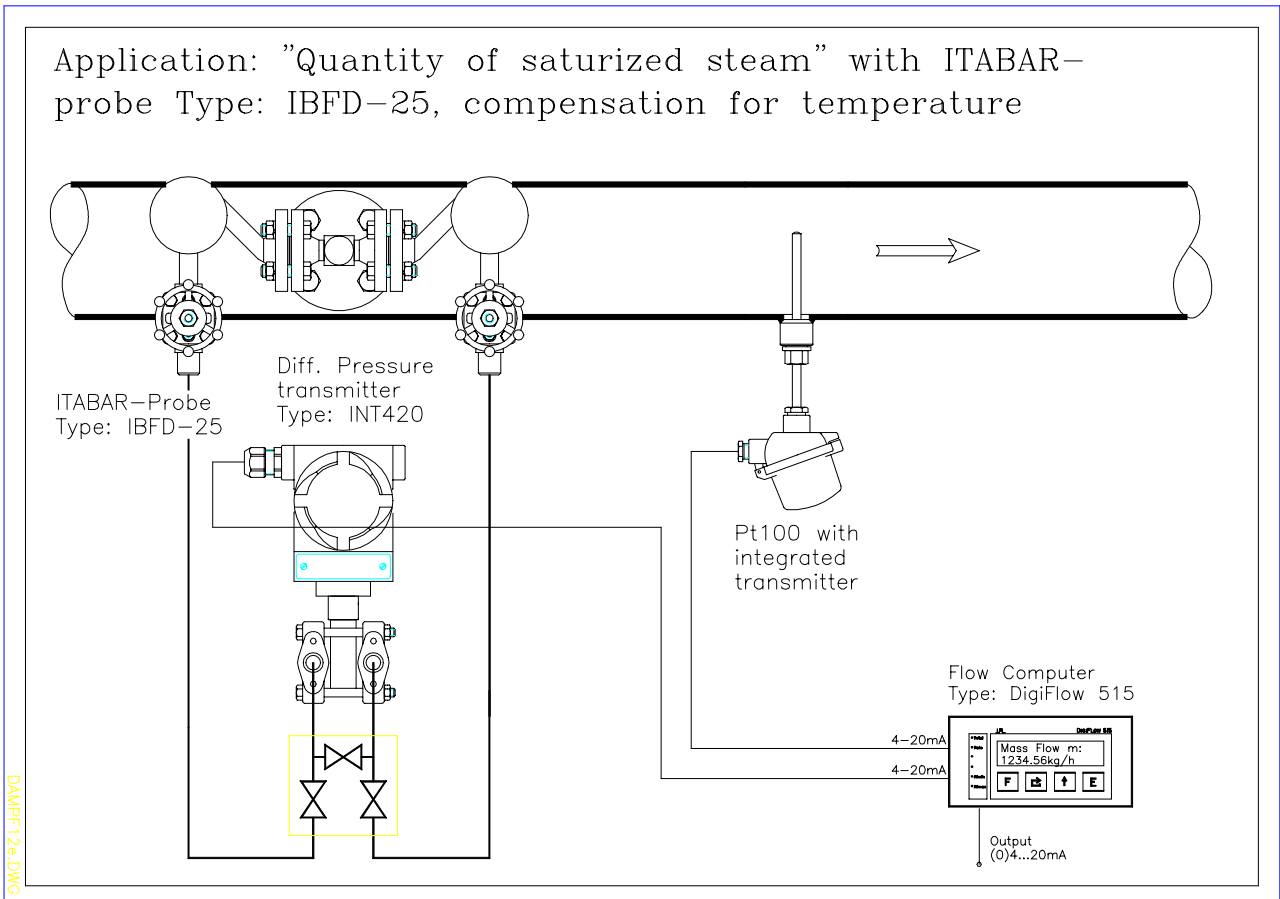 Application: "Quantity of saturized steam" with ITABAR-
probe Type: IBFD-25, compensation for temperature
Diff. Pressure
transmitter
Type: INT420
ITABAR-Probe
Type: IBFD-25
Pt100 with
integrated
transmitter
Flow Computer
Type: DigiFlow 515
4-20mA
4-20mA
DigiFlow 515
Mass Flow m:
1234.56kg/h
F
E
Output
(0)4...20mA
DAMPF12e.DWG